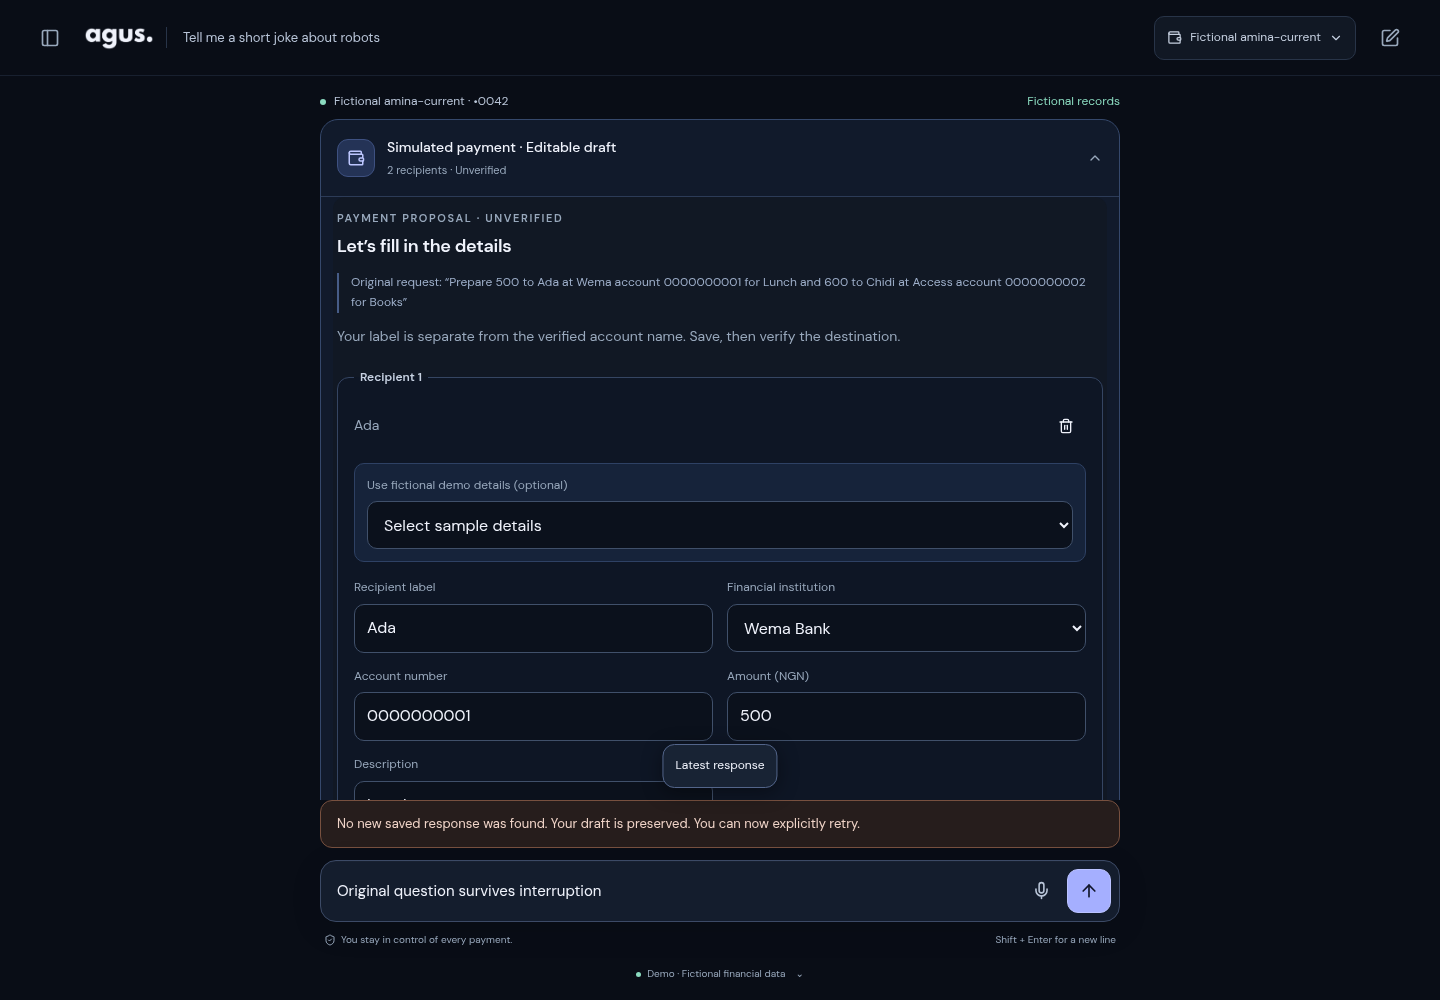 agus.
Tell me a short joke about robots
Fictional amina-current
Fictional amina-current · •0042
Fictional records
Simulated payment · Editable draft
2 recipients · Unverified
PAYMENT PROPOSAL · UNVERIFIED
Let’s fill in the details
Original request: “Prepare 500 to Ada at Wema account 0000000001 for Lunch and 600 to Chidi at Access account 0000000002
for Books”
Your label is separate from the verified account name. Save, then verify the destination.
Recipient 1
Ada
Use fictional demo details (optional)
Select sample details
Recipient label
Financial institution
Ada
Wema Bank
Account number
Amount (NGN)
0000000001
500
Description
Latest response
No new saved response was found. Your draft is preserved. You can now explicitly retry.
Original question survives interruption
You stay in control of every payment.
Shift + Enter for a new line
Demo · Fictional financial data